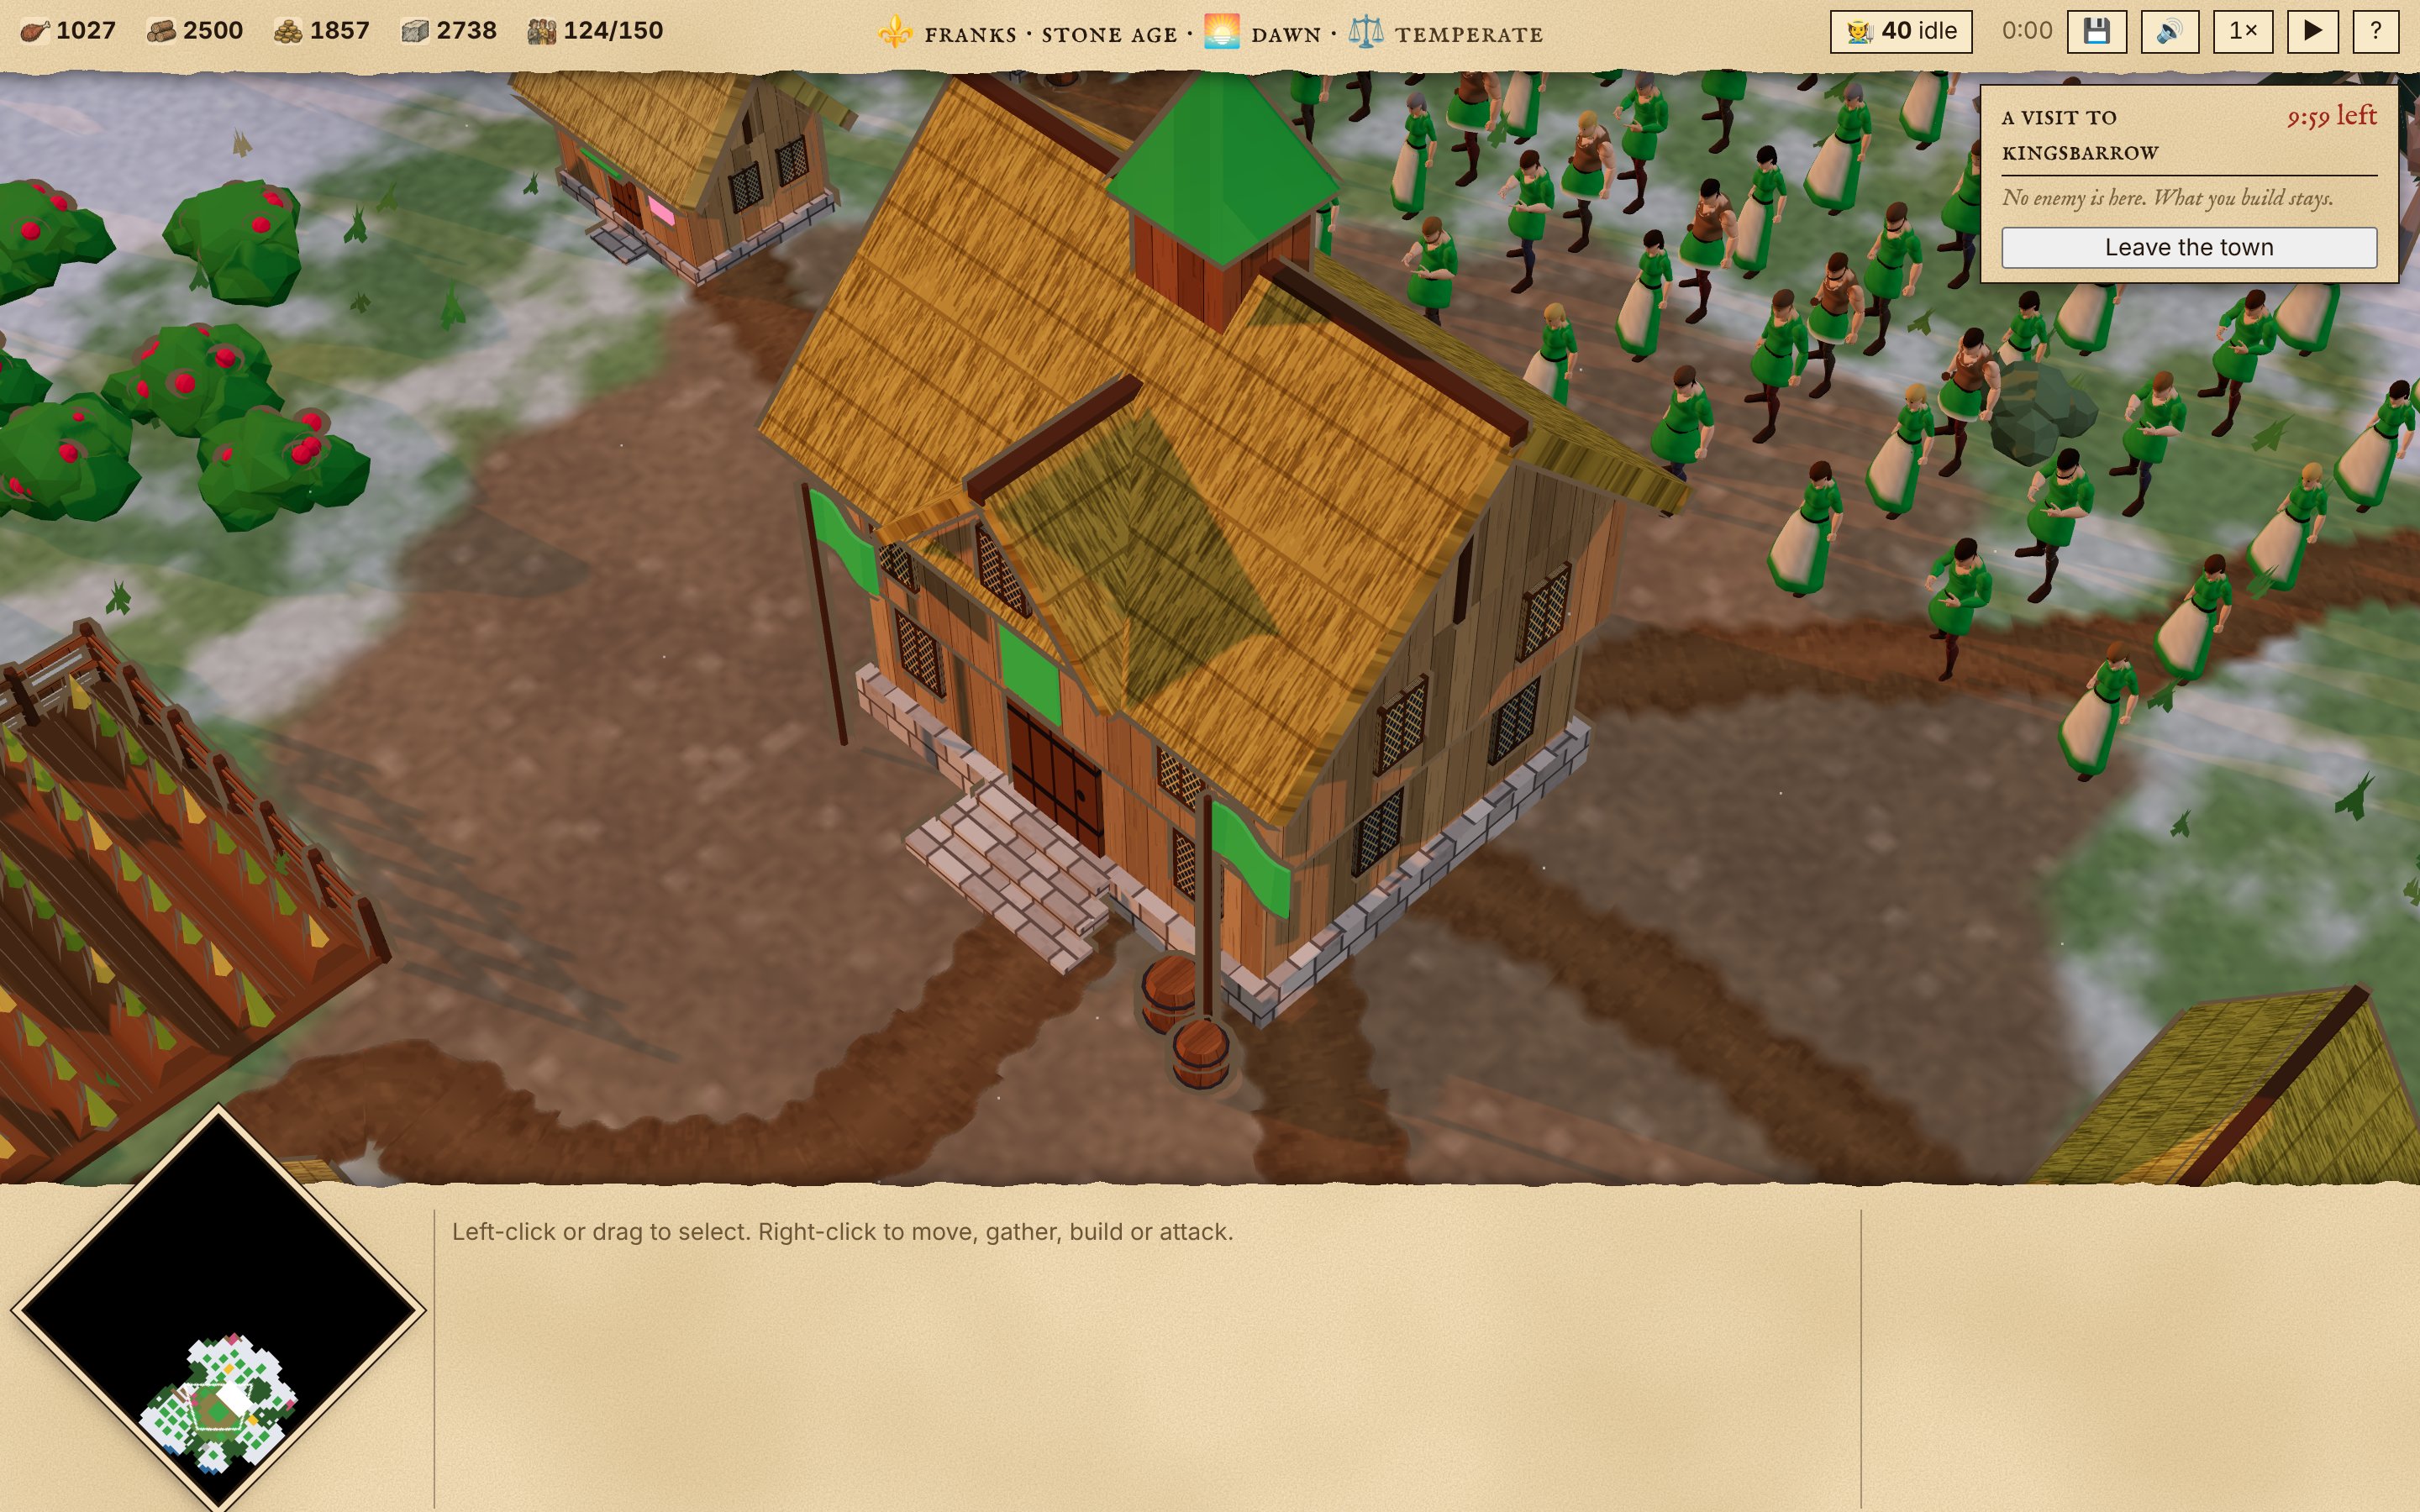 1027 2500 1857 2738 124/150
FRANKS · STONE AGE · DAWN · TEMPERATE
40 idle 0:00 1× ?
A VISIT TO KINGSBARROW
9:59 left
No enemy is here. What you build stays.
Leave the town
Left-click or drag to select. Right-click to move, gather, build or attack.